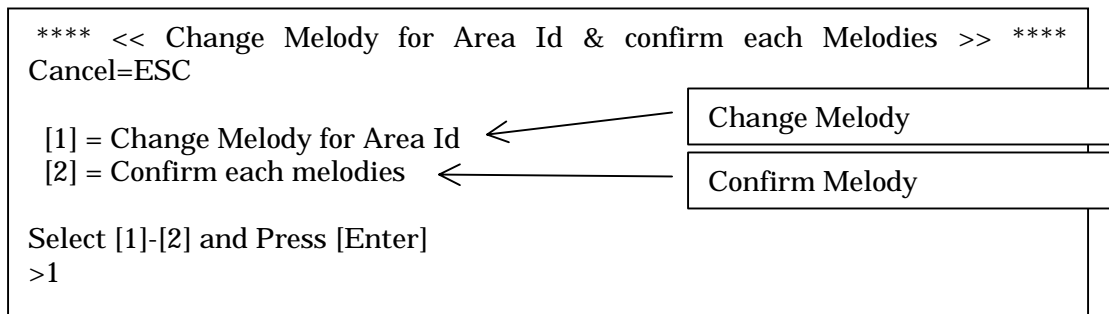 **** << Change Melody for Area Id & confirm each Melodies >> ****
Cancel=ESC
[1] = Change Melody for Area Id
Change Melody
[2] = Confirm each melodies
Confirm Melody
Select [1]-[2] and Press [Enter]
>1